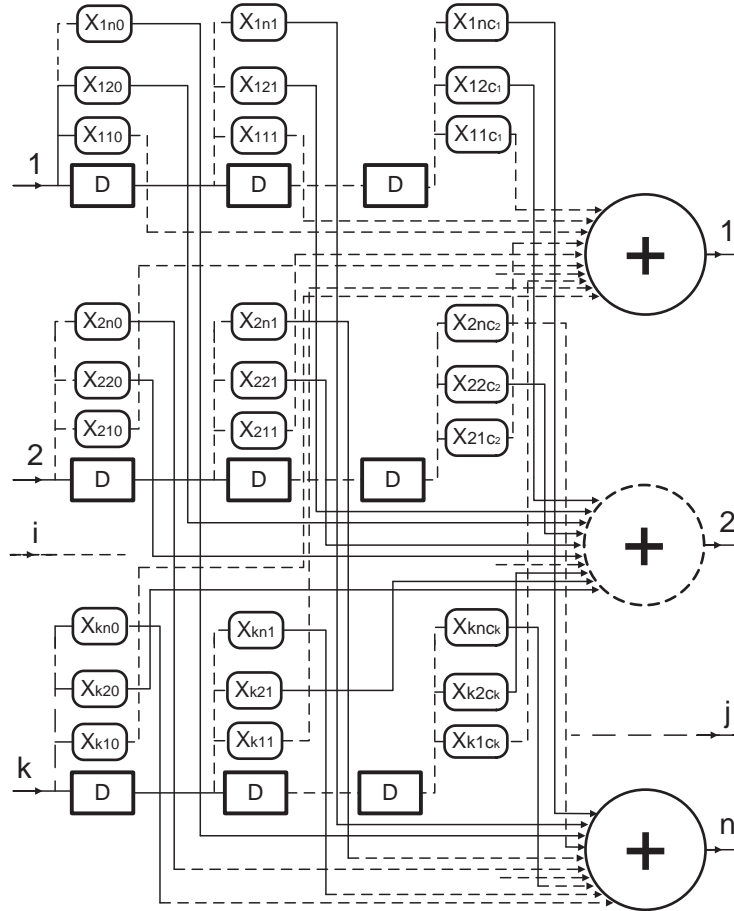 X1n0 X1n1 X1nc1
X120 X121 X12c1
X110 X111 X11c1
1 D D D
+ 1
X2n0 X2n1 X2nc2
X220 X221 X22c2
X210 X211 X21c2
2 D D D
+ 2
i
Xkn0 Xkn1 Xknck
Xk20 Xk21 Xk2ck
Xk10 Xk11 Xk1ck
j
k D D D
+ n